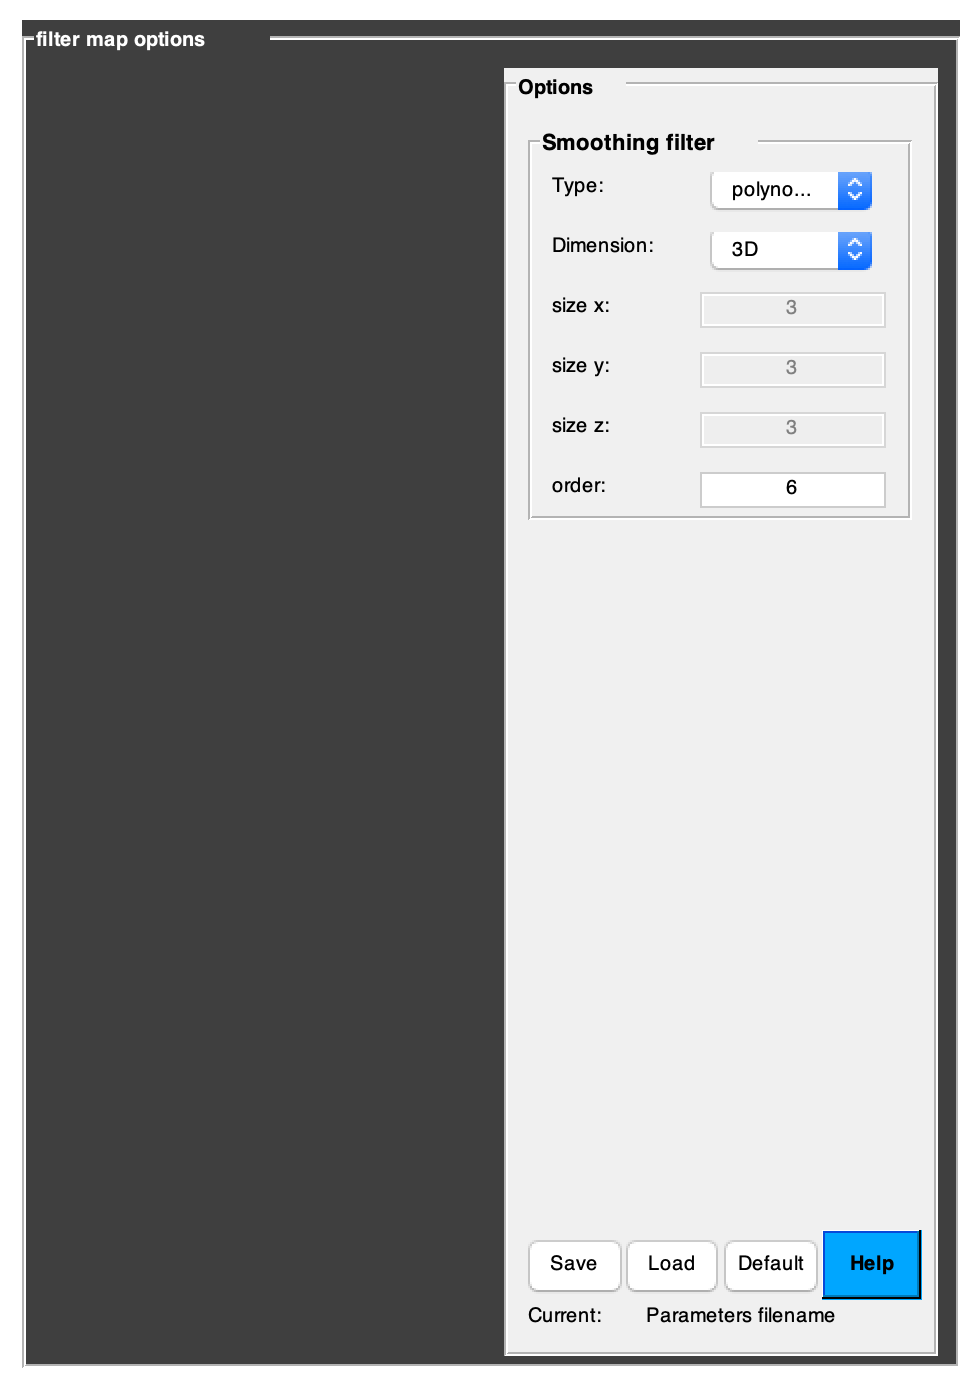 filter map options
Options
Smoothing filter
Type: polyno...
Dimension: 3D
size x: 3
size y: 3
size z: 3
order: 6
Save Load Default Help
Current: Parameters filename